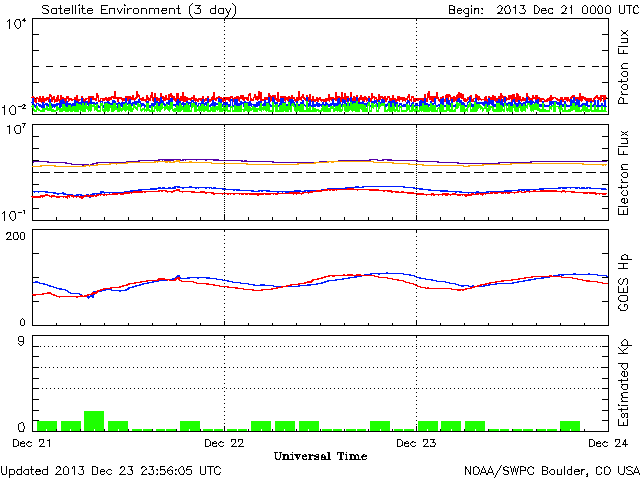 Satellite Environment (3 day) Begin: 2013 Dec 21 0000 UTC
10^4
10^-2
Proton Flux
10^7
10^-1
Electron Flux
200
0
GOES Hp
9
0
Estimated Kp
Dec 21 Dec 22 Dec 23 Dec 24
Universal Time
Updated 2013 Dec 23 23:56:05 UTC NOAA/SWPC Boulder, CO USA